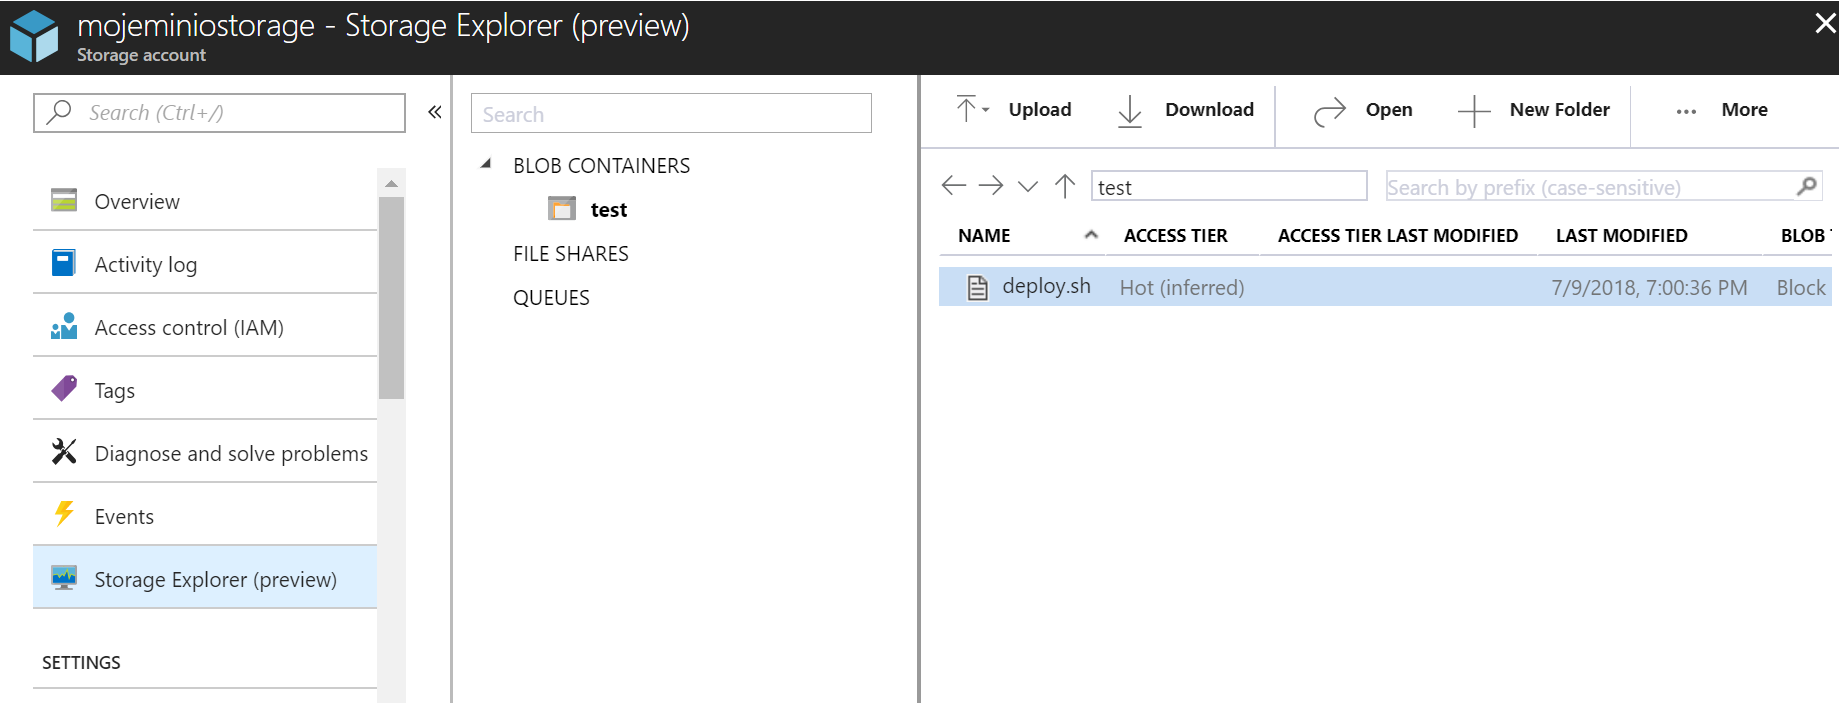 mojeminiostorage - Storage Explorer (preview)
Storage account
Search (Ctrl+/)
Overview
Activity log
Access control (IAM)
Tags
Diagnose and solve problems
Events
Storage Explorer (preview)
SETTINGS
Search
BLOB CONTAINERS
test
FILE SHARES
QUEUES
Upload Download Open New Folder More
test Search by prefix (case-sensitive)
NAME ACCESS TIER ACCESS TIER LAST MODIFIED LAST MODIFIED BLOB
deploy.sh Hot (inferred) 7/9/2018, 7:00:36 PM Block